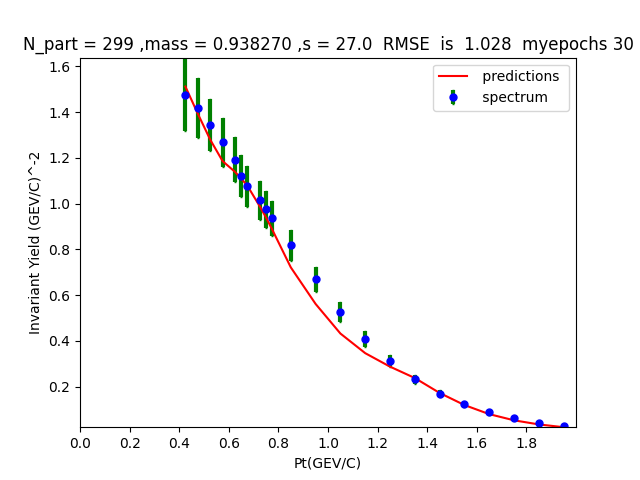 N_part = 299 ,mass = 0.938270 ,s = 27.0  RMSE  is  1.028  myepochs 30
predictions
spectrum
1.6
1.4
1.2
1.0
0.8
0.6
0.4
0.2
Invariant Yield (GEV/C)^-2
0.0 0.2 0.4 0.6 0.8 1.0 1.2 1.4 1.6 1.8
Pt(GEV/C)